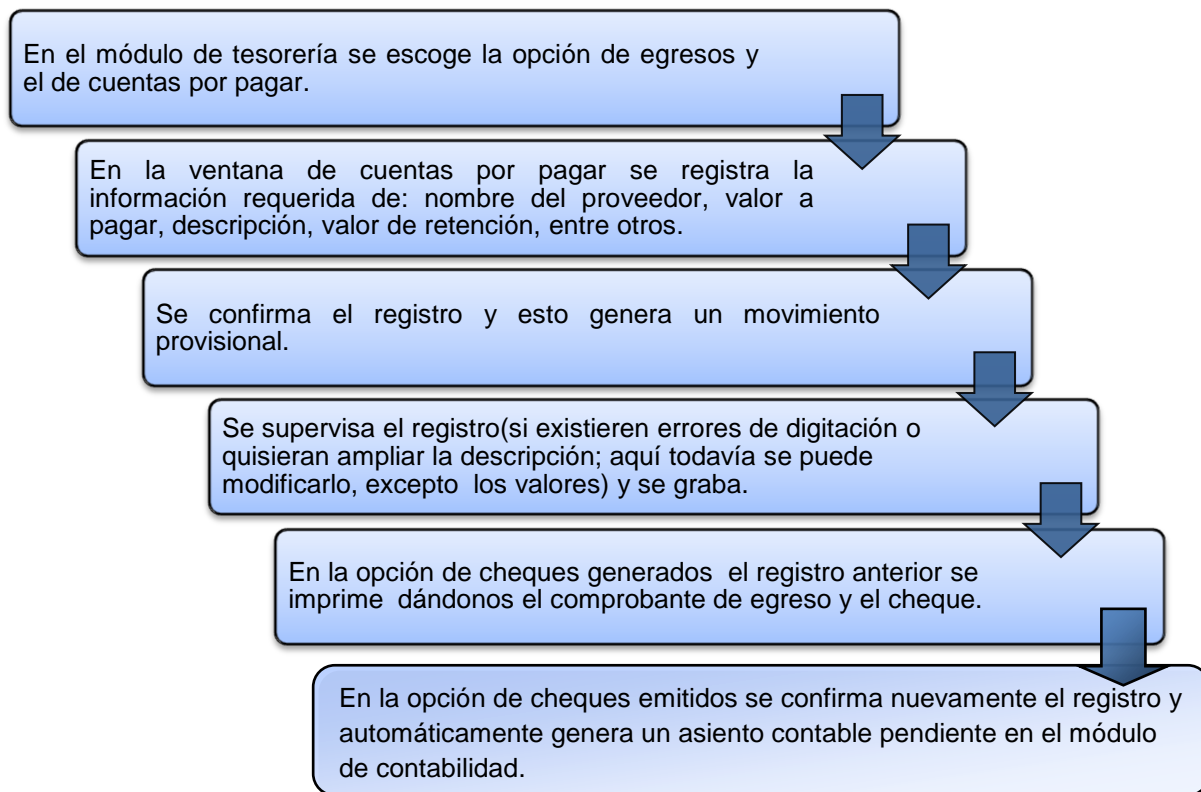 En el módulo de tesorería se escoge la opción de egresos y
el de cuentas por pagar.
En la ventana de cuentas por pagar se registra la
información requerida de: nombre del proveedor, valor a
pagar, descripción, valor de retención, entre otros.
Se confirma el registro y esto genera un movimiento
provisional.
Se supervisa el registro(si existieren errores de digitación o
quisieran ampliar la descripción; aquí todavía se puede
modificarlo, excepto los valores) y se graba.
En la opción de cheques generados el registro anterior se
imprime dándonos el comprobante de egreso y el cheque.
En la opción de cheques emitidos se confirma nuevamente el registro y
automáticamente genera un asiento contable pendiente en el módulo
de contabilidad.